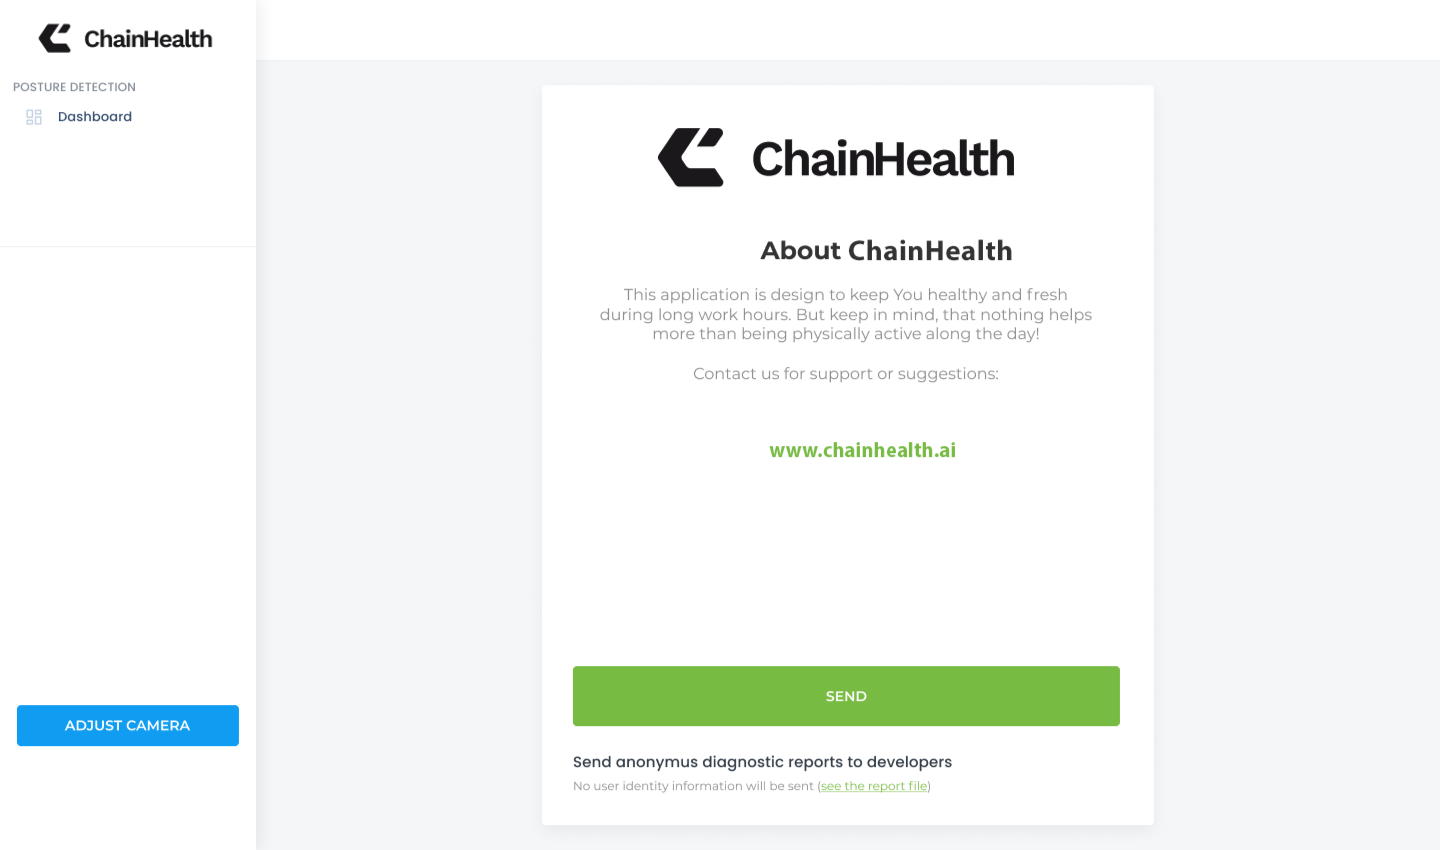 ChainHealth
POSTURE DETECTION
Dashboard
ADJUST CAMERA
ChainHealth
About ChainHealth
This application is design to keep You healthy and fresh
during long work hours. But keep in mind, that nothing helps
more than being physically active along the day!
Contact us for support or suggestions:
www.chainhealth.ai
SEND
Send anonymus diagnostic reports to developers
No user identity information will be sent (see the report file)